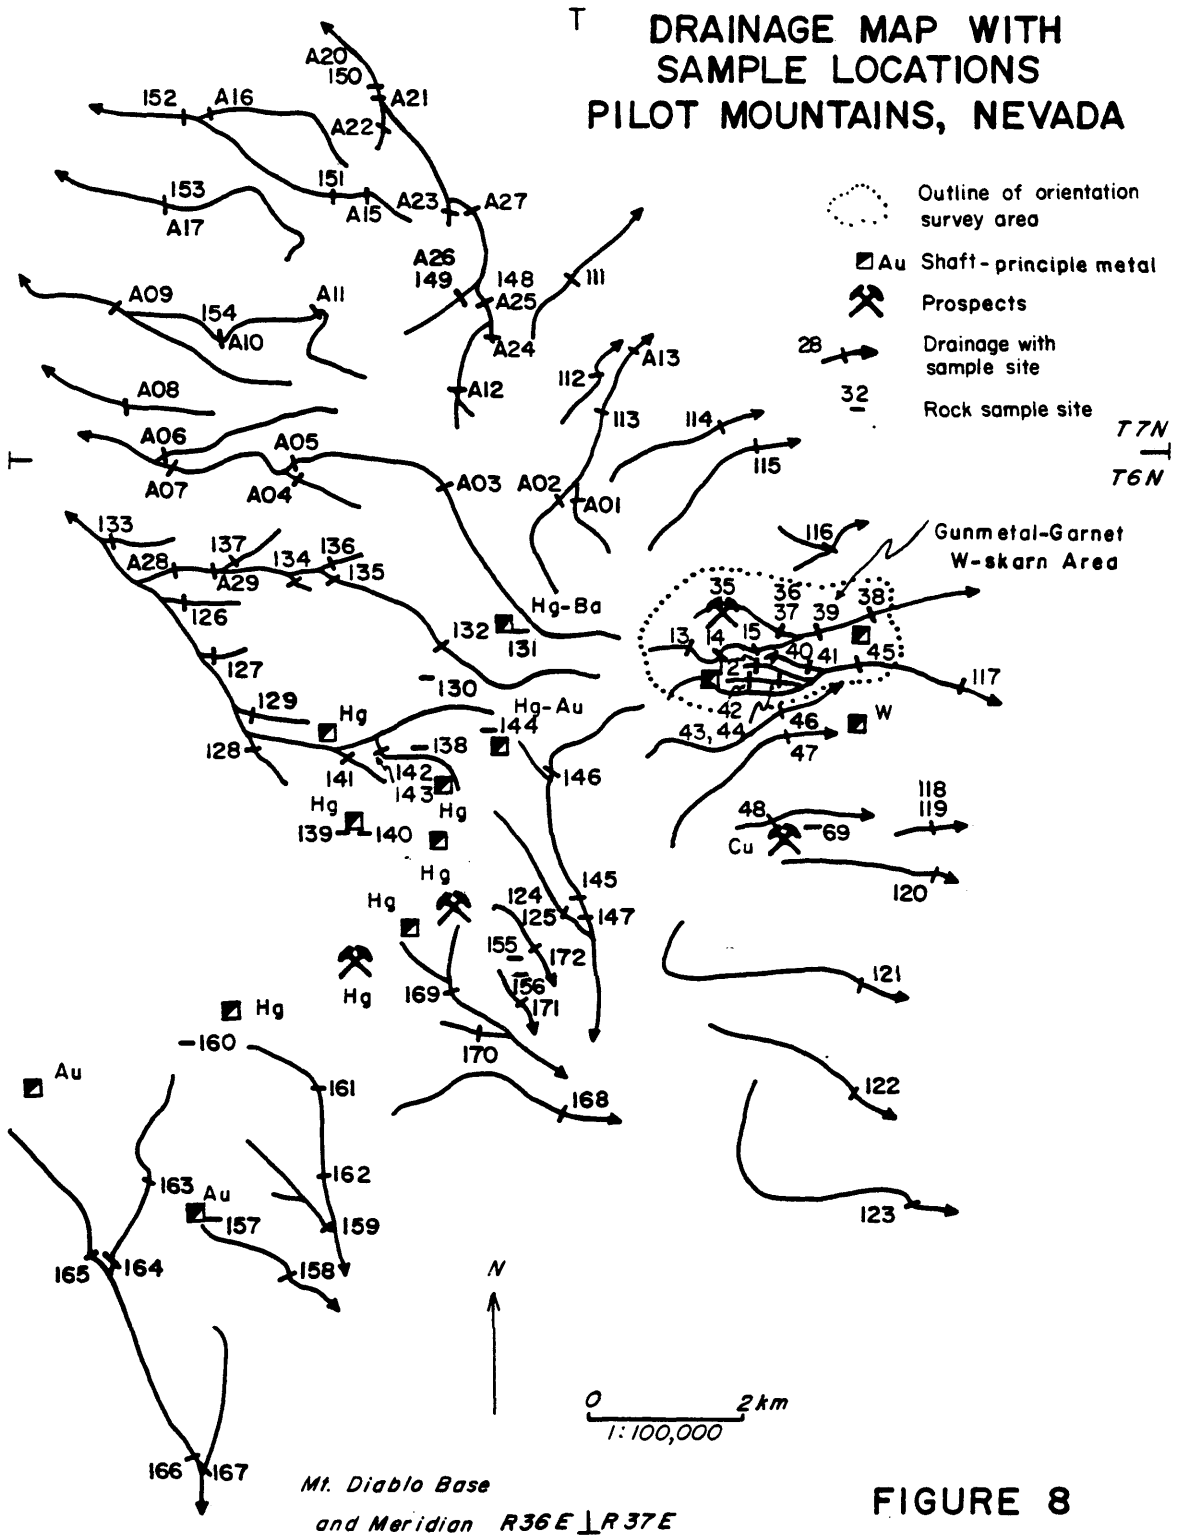 DRAINAGE MAP WITH
SAMPLE LOCATIONS
PILOT MOUNTAINS, NEVADA
T
A20
150
A21
A22
152
A16
151
A15
153
A17
A23
A27
A26
149
148
A25
A24
111
Outline of orientation
survey area
Au Shaft-principle metal
Prospects
28
Drainage with
sample site
32
Rock sample site
T7N
T6N
A09
154
A10
A11
A12
112
A13
113
114
115
A08
A06
A05
A07
A04
A03
A02
A01
T
133
A28
137
A29
134
136
135
126
127
129
128
132
Hg-Ba
131
130
116
Gunmetal-Garnet
W-skarn Area
35
36
37
39
38
13
14
15
12
40
41
45
42
43, 44
46
47
117
W
Hg
Hg-Au
144
138
141
142
143
Hg
Hg
139
140
Hg
146
48
Cu
69
118
119
120
Hg
124
125
145
147
155
172
156
171
169
170
Hg
121
Hg
160
161
Au
168
122
163
162
Au
157
159
158
123
165
164
166
167
N
0 2 km
1:100,000
Mt. Diablo Base
and Meridian R36E R37E
FIGURE 8